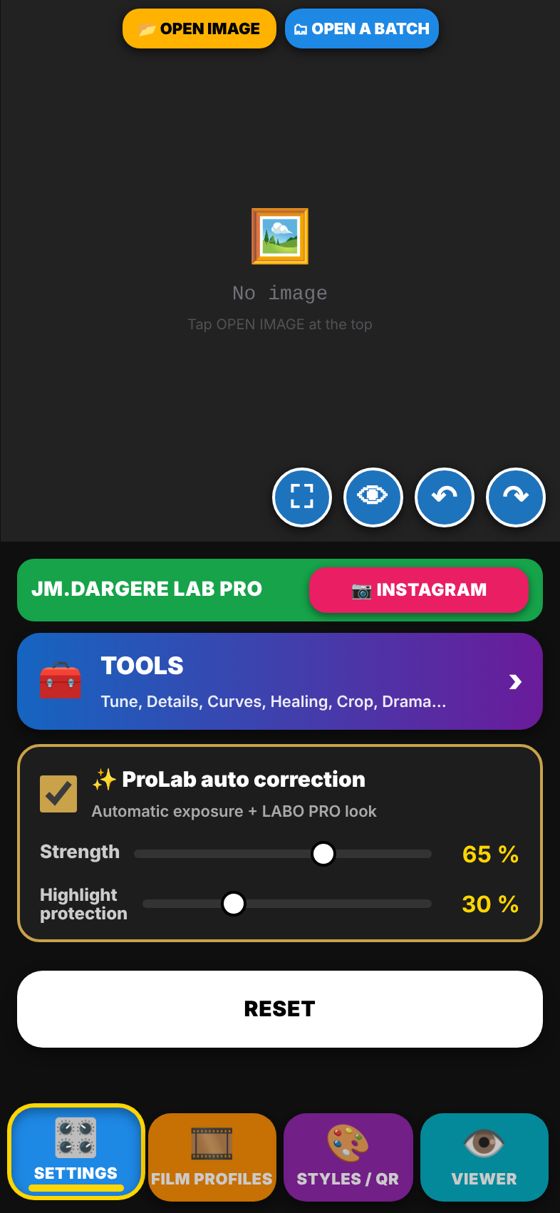 OPEN IMAGE
OPEN A BATCH
No image
Tap OPEN IMAGE at the top
JM.DARGERE LAB PRO
INSTAGRAM
TOOLS
Tune, Details, Curves, Healing, Crop, Drama...
ProLab auto correction
Automatic exposure + LABO PRO look
Strength
65 %
Highlight
protection
30 %
RESET
SETTINGS
FILM PROFILES
STYLES / QR
VIEWER